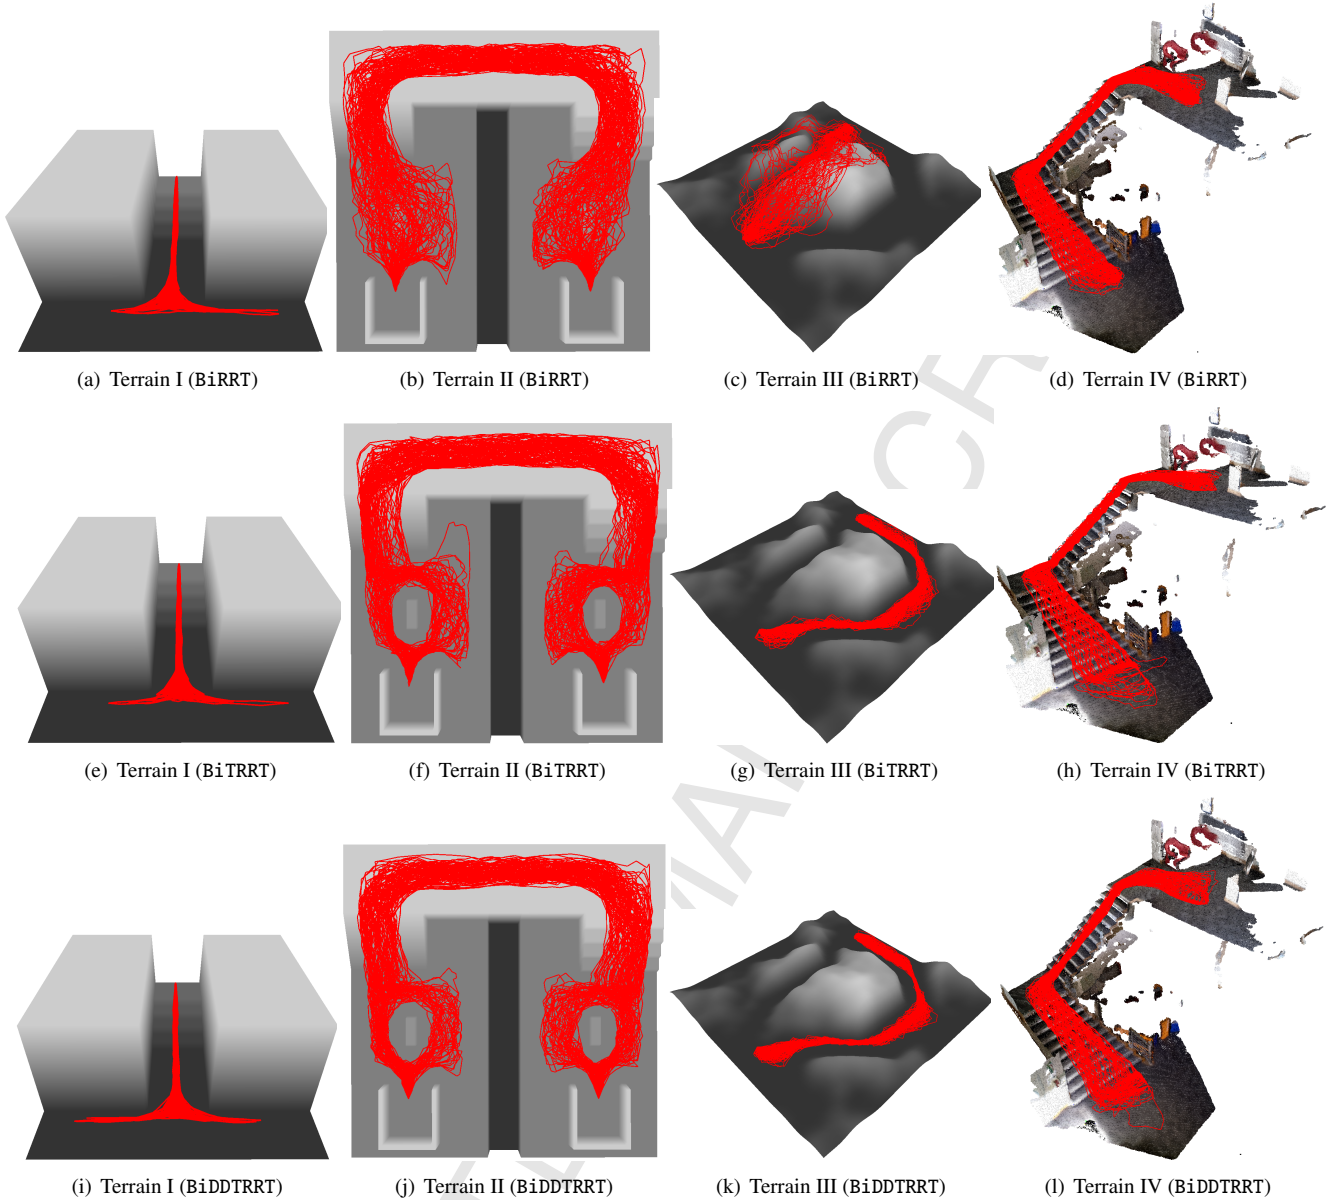 (a) Terrain I (BiRRT)
(b) Terrain II (BiRRT)
(c) Terrain III (BiRRT)
(d) Terrain IV (BiRRT)
(e) Terrain I (BiTRRT)
(f) Terrain II (BiTRRT)
(g) Terrain III (BiTRRT)
(h) Terrain IV (BiTRRT)
(i) Terrain I (BiDDTRRT)
(j) Terrain II (BiDDTRRT)
(k) Terrain III (BiDDTRRT)
(l) Terrain IV (BiDDTRRT)